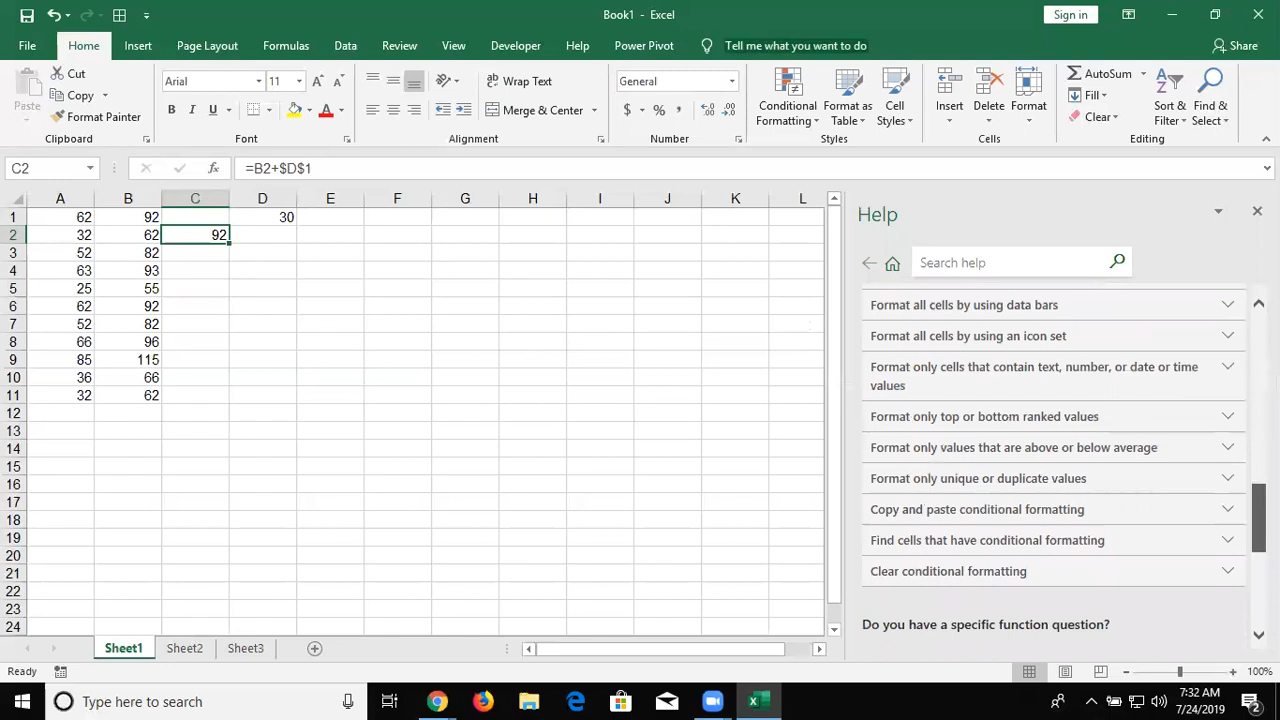 Book1 - Excel
Sign in
File Home Insert Page Layout Formulas Data Review View Developer Help Power Pivot Tell me what you want to do Share
Paste
Cut
Copy
Format Painter
Clipboard
Arial 11
B I U
Font
Wrap Text
Merge & Center
Alignment
General
$ % ,
Number
Conditional Formatting
Format as Table
Cell Styles
Styles
Insert Delete Format
Cells
AutoSum
Fill
Clear
Sort & Filter
Find & Select
Editing
C2 fx =B2+$D$1
A B C D E F G H I J K L
1 62 92 30
2 32 62 92
3 52 82
4 63 93
5 25 55
6 62 92
7 52 82
8 66 96
9 85 115
10 36 66
11 32 62
12
13
14
15
16
17
18
19
20
21
22
23
24
Help
Search help
Format all cells by using data bars
Format all cells by using an icon set
Format only cells that contain text, number, or date or time
values
Format only top or bottom ranked values
Format only values that are above or below average
Format only unique or duplicate values
Copy and paste conditional formatting
Find cells that have conditional formatting
Clear conditional formatting
Do you have a specific function question?
Sheet1 Sheet2 Sheet3
Ready
100%
Type here to search
7:32 AM
7/24/2019
2